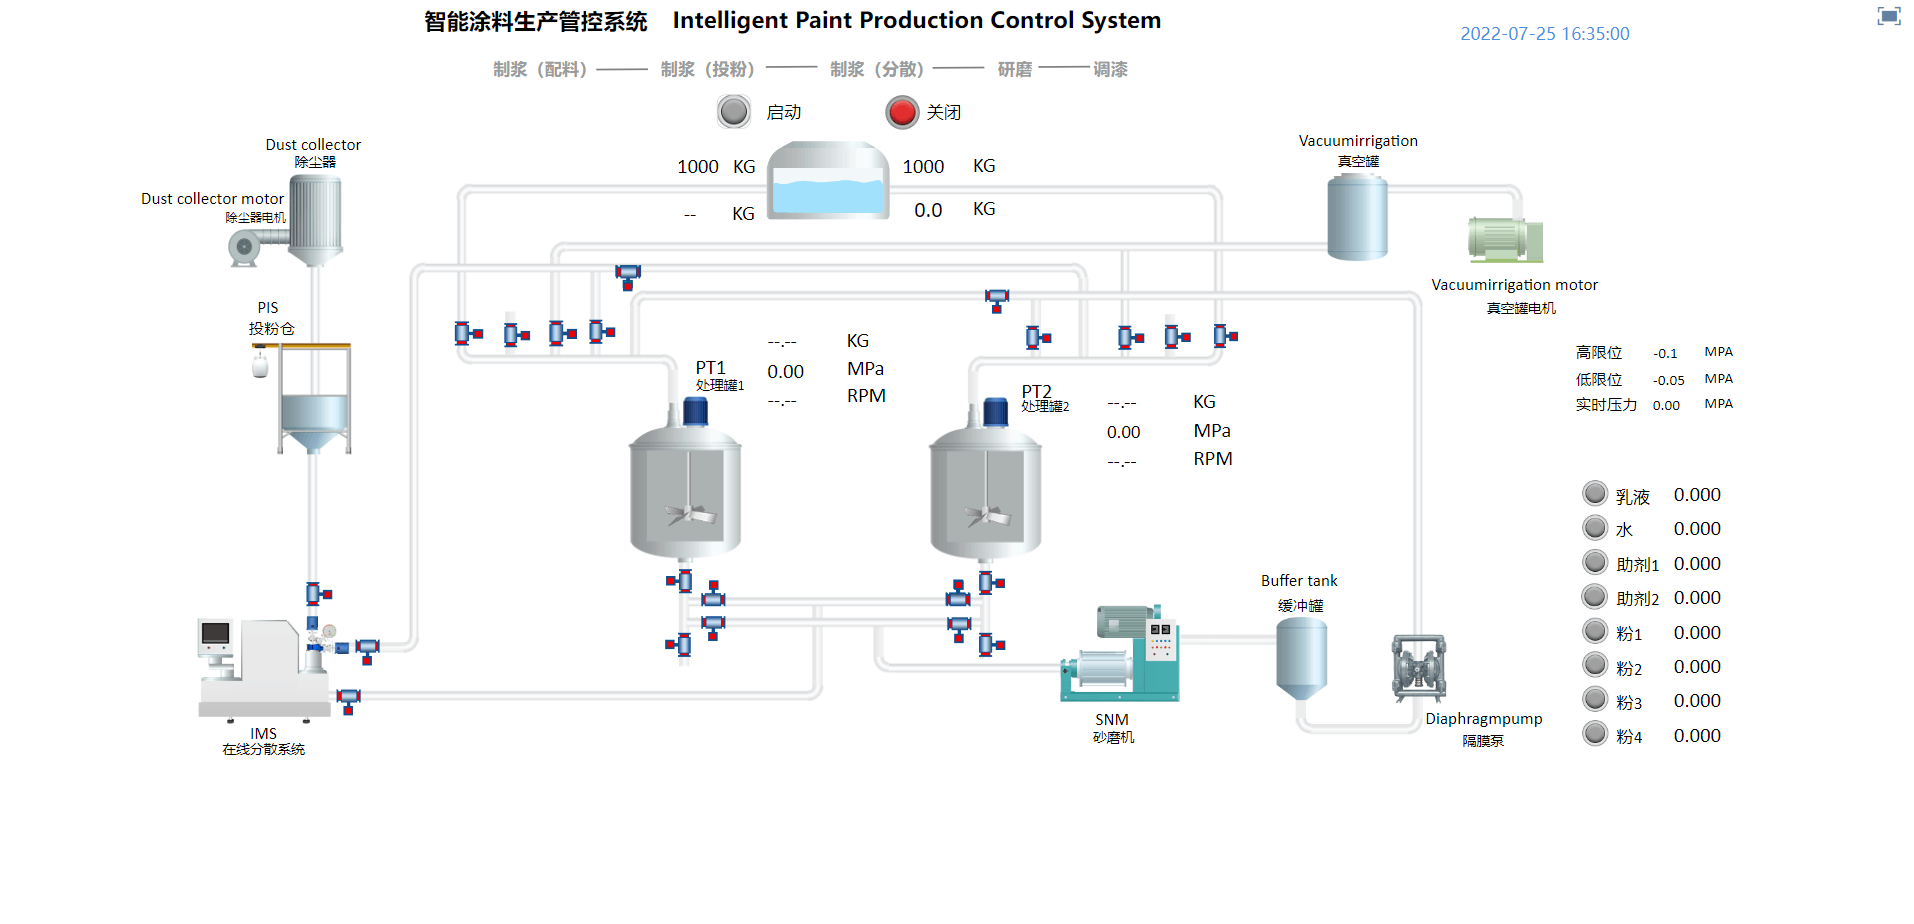 智能涂料生产管控系统 Intelligent Paint Production Control System
2022-07-25 16:35:00
制浆（配料） 制浆（投粉） 制浆（分散） 研磨 调漆
启动 关闭
Dust collector
除尘器
Dust collector motor
除尘器电机
1000 KG 1000 KG
-- KG 0.0 KG
Vacuumirrigation
真空罐
Vacuumirrigation motor
真空罐电机
PIS
投粉仓
PT1
处理罐1
--.-- KG
0.00 MPa
--.-- RPM
PT2
处理罐2
--.-- KG
0.00 MPa
--.-- RPM
高限位 -0.1 MPA
低限位 -0.05 MPA
实时压力 0.00 MPA
乳液 0.000
水 0.000
助剂1 0.000
助剂2 0.000
粉1 0.000
粉2 0.000
粉3 0.000
粉4 0.000
Buffer tank
缓冲罐
IMS
在线分散系统
SNM
砂磨机
Diaphragmpump
隔膜泵